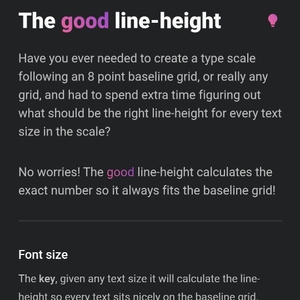 The good line-height
Have you ever needed to create a type scale
following an 8 point baseline grid, or really any
grid, and had to spend extra time figuring out
what should be the right line-height for every text
size in the scale?
No worries! The good line-height calculates the
exact number so it always fits the baseline grid!
Font size
The key, given any text size it will calculate the line-
height so every text sits nicely on the baseline grid.